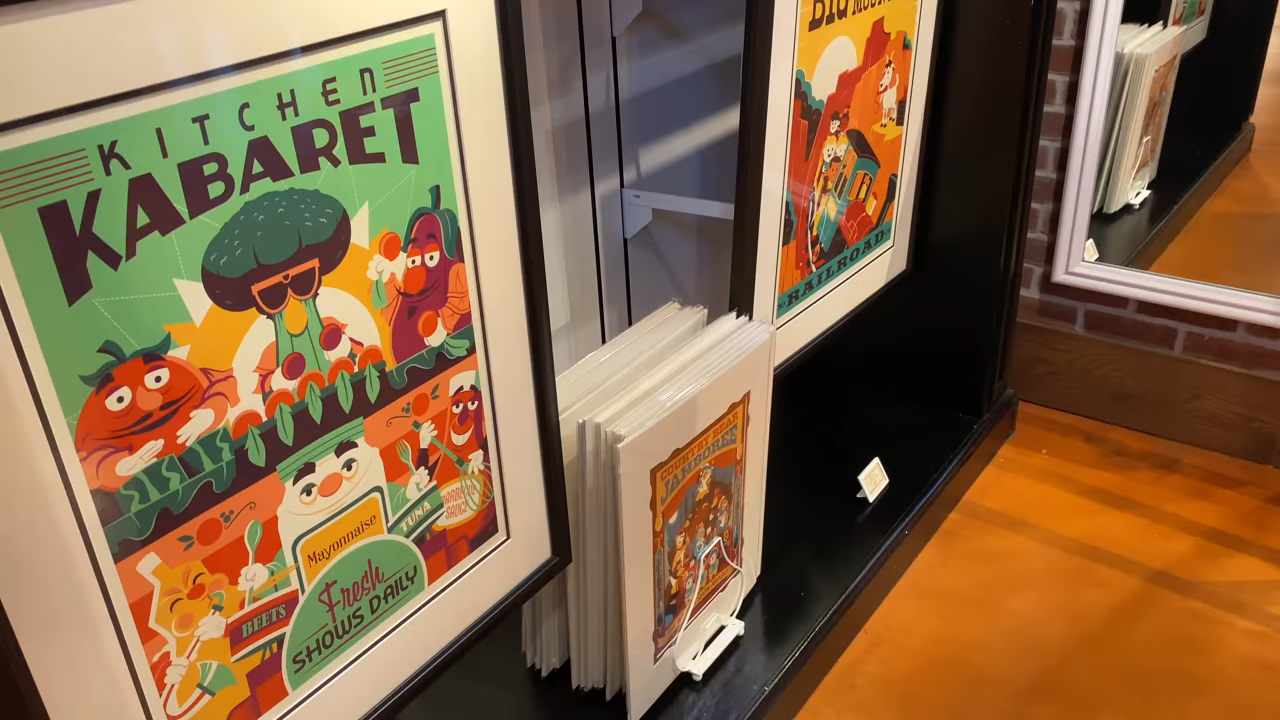 KITCHEN
KABARET
Mayonnaise
TUNA
BARBECUE
SAUCE
BEETS
Fresh
SHOWS DAILY
BIG
RAILROAD
COUNTRY BEAR
JAMBOREE